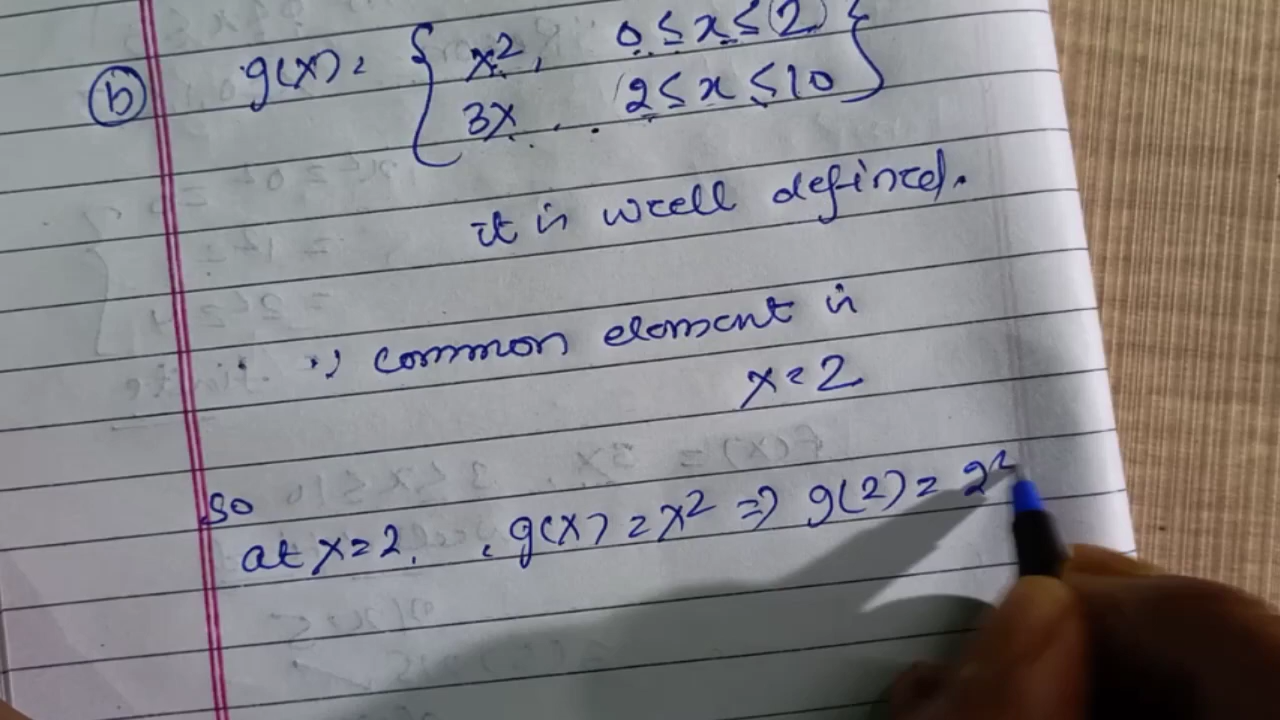 (b) g(x) = { x², 0 ≤ x ≤ 2 }
3x . . 2 ≤ x ≤ 10
it is well defined.
∵ common element is
x = 2
so
at x = 2, , g(x) = x² => g(2) = 2²